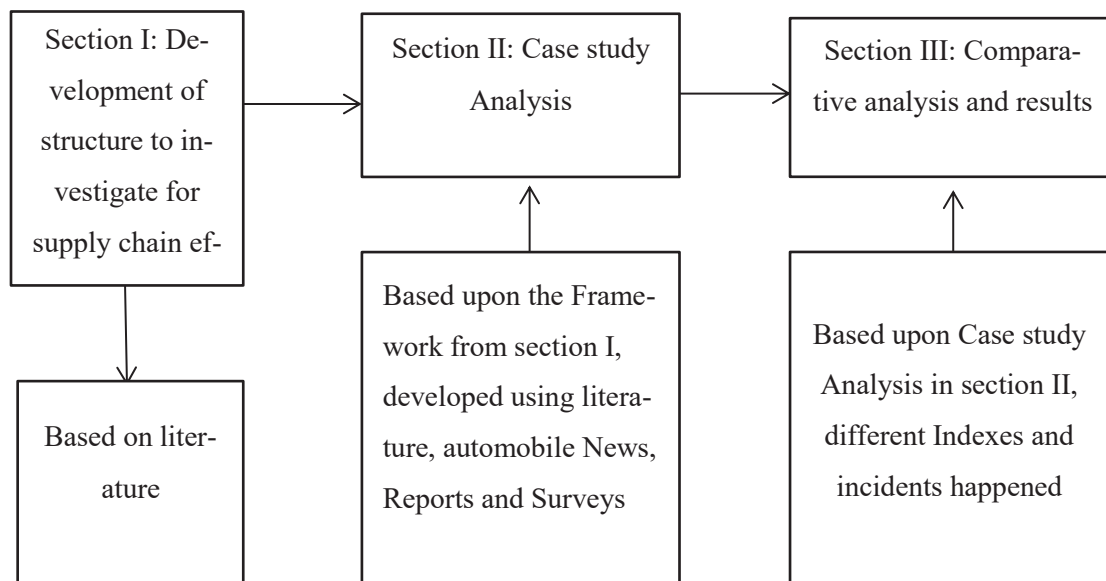 Section I: De-
velopment of
structure to in-
vestigate for
supply chain ef-
Section II: Case study
Analysis
Section III: Compara-
tive analysis and results
Based on liter-
ature
Based upon the Frame-
work from section I,
developed using litera-
ture, automobile News,
Reports and Surveys
Based upon Case study
Analysis in section II,
different Indexes and
incidents happened